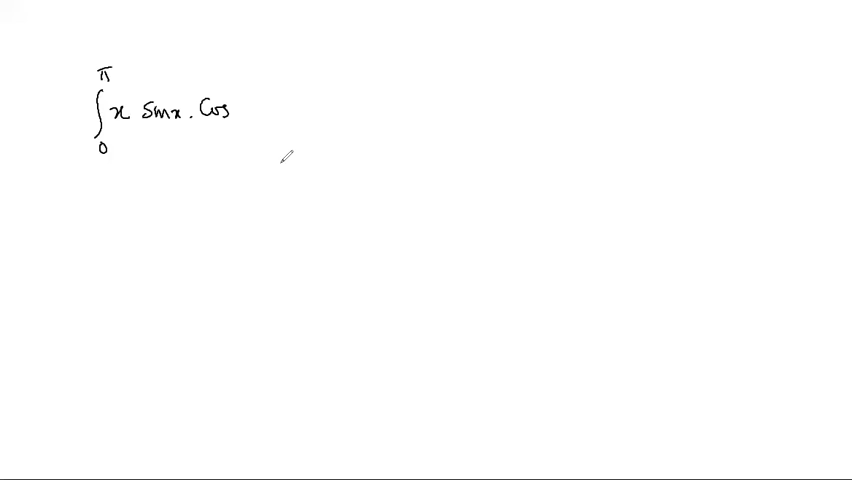 π
∫ x sinx . Cos
0